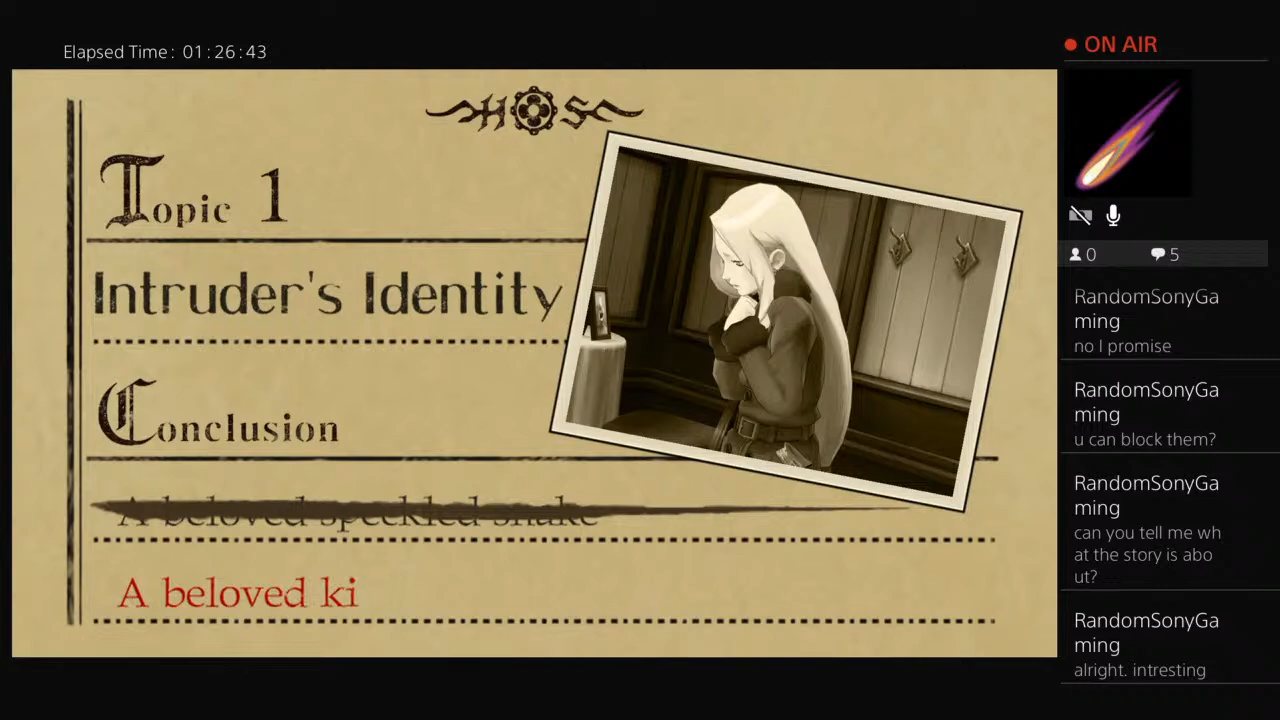 Elapsed Time: 01:26:43
ON AIR
HS
Topic 1
Intruder's Identity
Conclusion
A beloved speckled snake
A beloved ki
0 5
RandomSonyGa
ming
no I promise
RandomSonyGa
ming
u can block them?
RandomSonyGa
ming
can you tell me wh
at the story is abo
ut?
RandomSonyGa
ming
alright. intresting